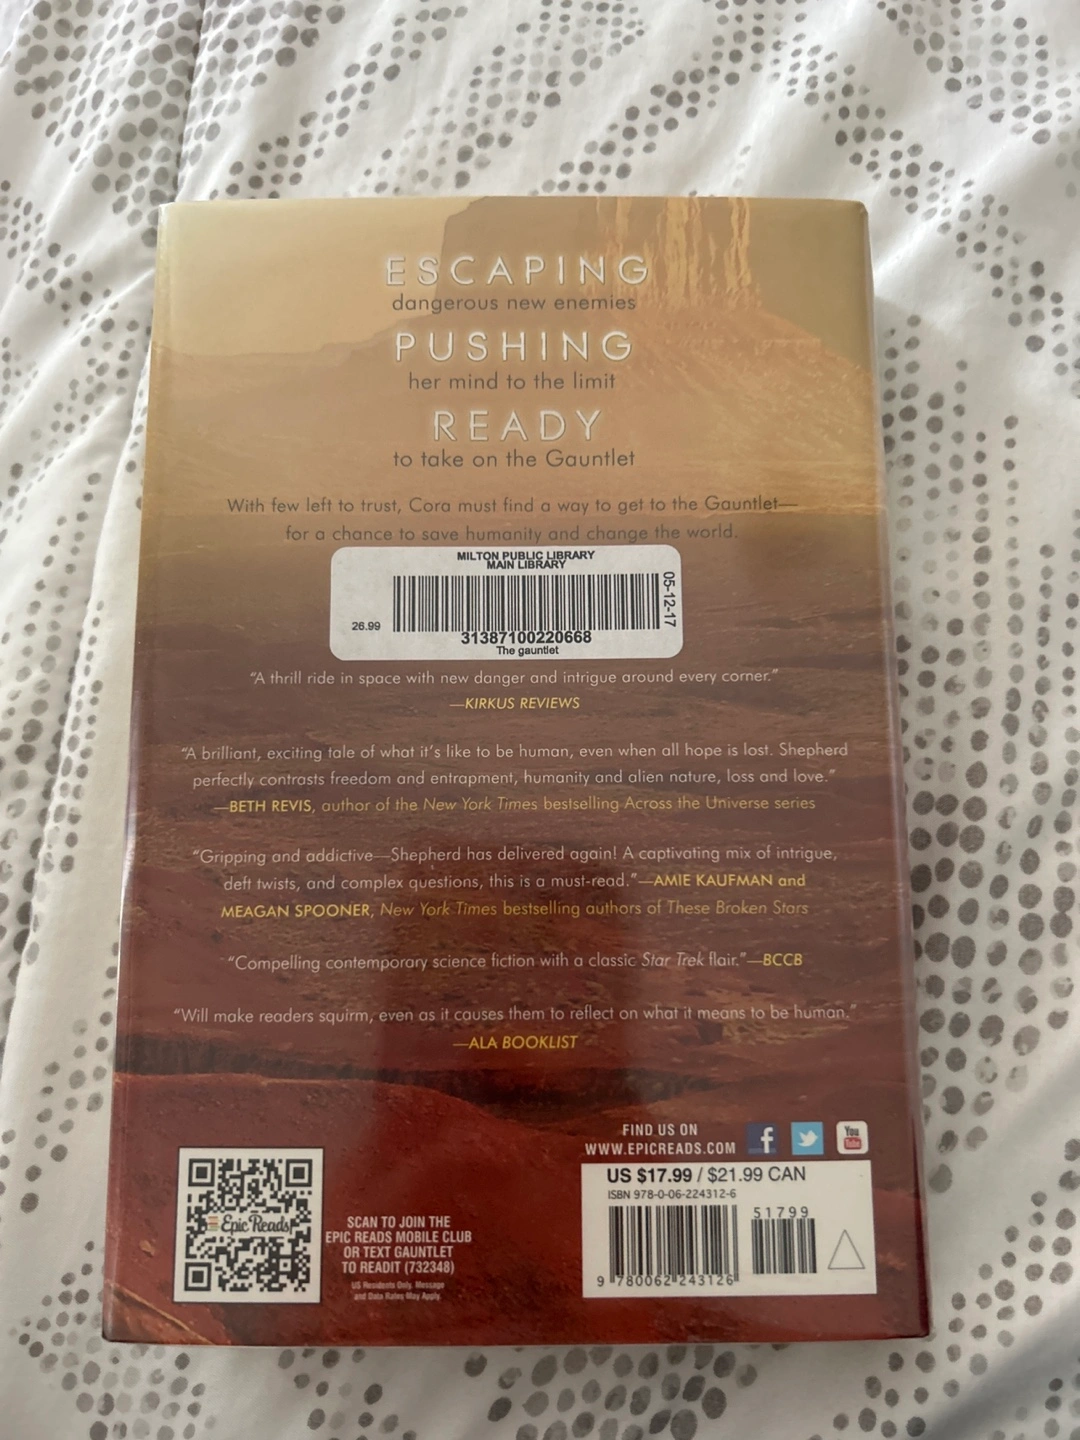 ESCAPING
dangerous new enemies
PUSHING
her mind to the limit
READY
to take on the Gauntlet
With few left to trust, Cora must find a way to get to the Gauntlet—
for a chance to save humanity and change the world.
MILTON PUBLIC LIBRARY
MAIN LIBRARY
26.99
05-12-17
31387100220668
The gauntlet
“A thrill ride in space with new danger and intrigue around every corner.”
—KIRKUS REVIEWS
“A brilliant, exciting tale of what it’s like to be human, even when all hope is lost. Shepherd
perfectly contrasts freedom and entrapment, humanity and alien nature, loss and love.”
—BETH REVIS, author of the New York Times bestselling Across the Universe series
“Gripping and addictive—Shepherd has delivered again! A captivating mix of intrigue,
deft twists, and complex questions, this is a must-read.”—AMIE KAUFMAN and
MEAGAN SPOONER, New York Times bestselling authors of These Broken Stars
“Compelling contemporary science fiction with a classic Star Trek flair.”—BCCB
“Will make readers squirm, even as it causes them to reflect on what it means to be human.”
—ALA BOOKLIST
FIND US ON
WWW.EPICREADS.COM
You
Tube
Epic Reads
SCAN TO JOIN THE
EPIC READS MOBILE CLUB
OR TEXT GAUNTLET
TO READIT (732348)
US Residents Only. Message
and Data Rates May Apply.
US $17.99 / $21.99 CAN
ISBN 978-0-06-224312-6
51799
9 780062 243126